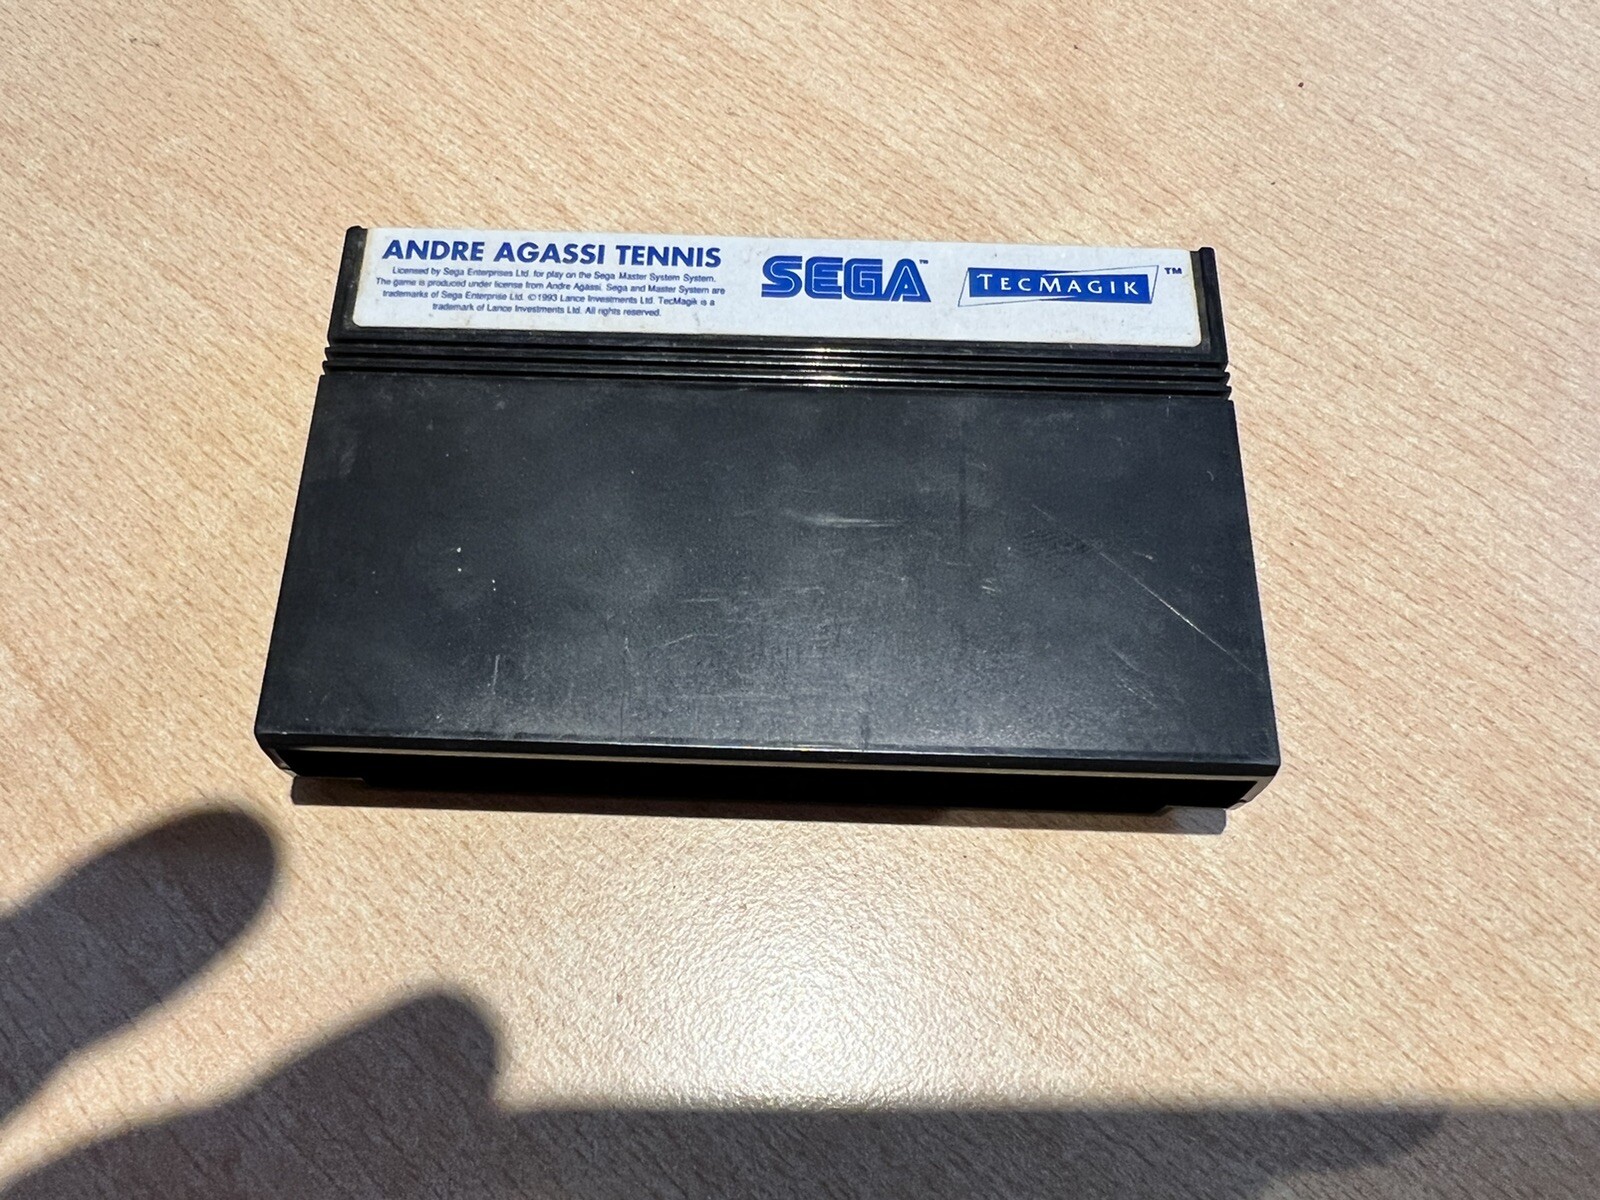 ANDRE AGASSI TENNIS
Licensed by Sega Enterprises Ltd. for play on the Sega Master System System.
The game is produced under license from Andre Agassi. Sega and Master System are
trademarks of Sega Enterprise Ltd. ©1993 Lance Investments Ltd. TecMagik is a
trademark of Lance Investments Ltd. All rights reserved.
SEGA™
TECMAGIK™